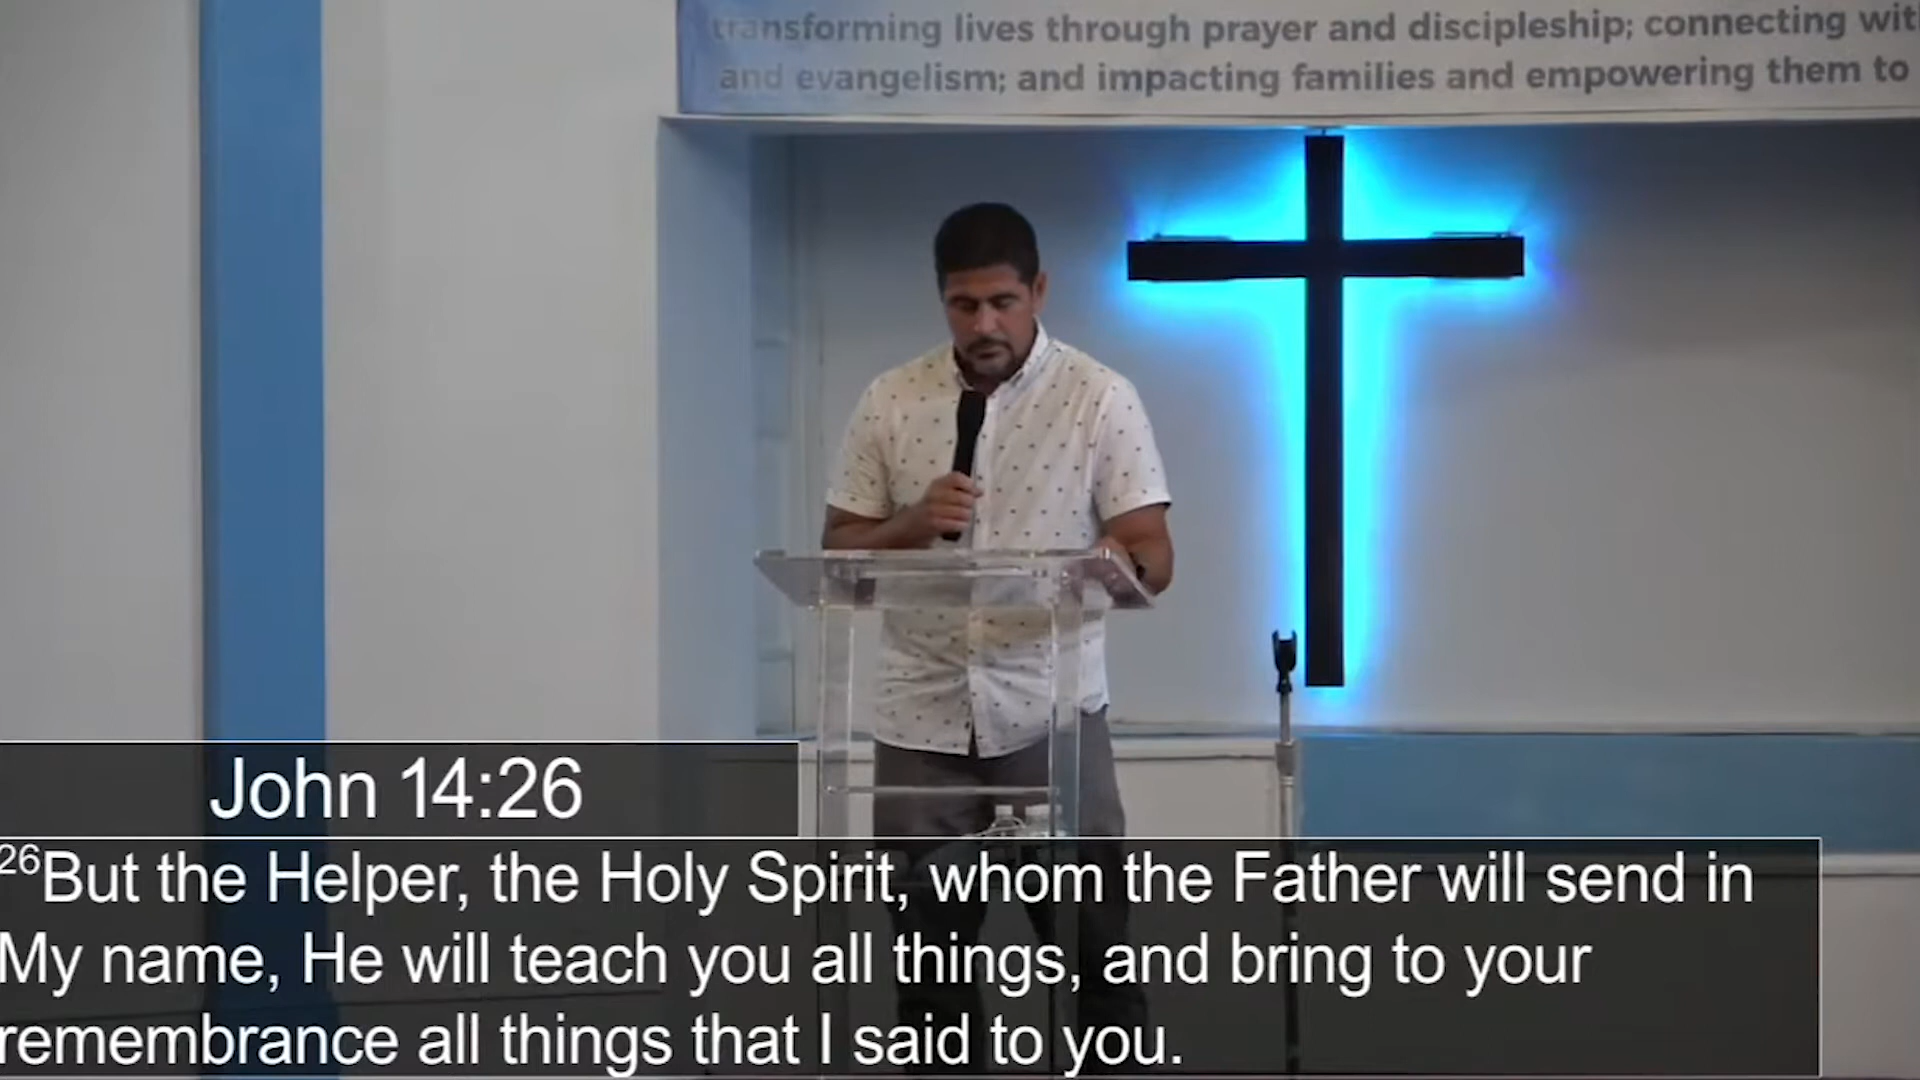 transforming lives through prayer and discipleship; connecting wit
and evangelism; and impacting families and empowering them to
John 14:26
26But the Helper, the Holy Spirit, whom the Father will send in
My name, He will teach you all things, and bring to your
remembrance all things that I said to you.